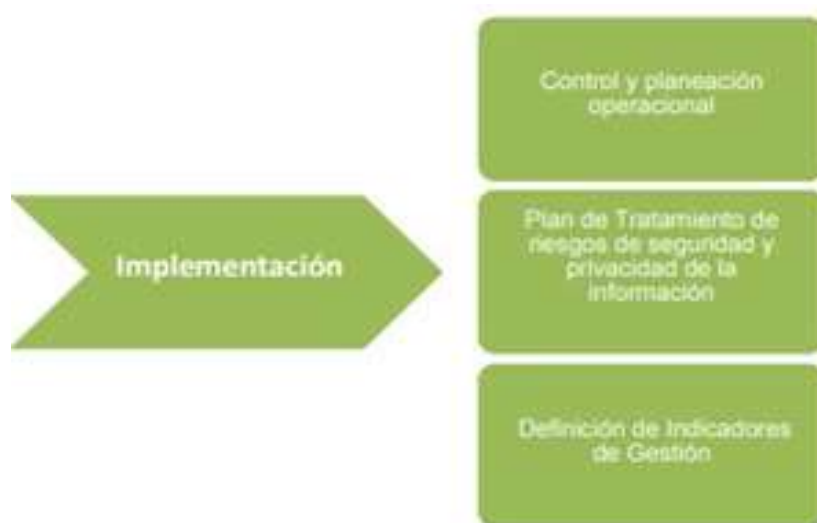 Control y planeación
operacional
Implementación
Plan de Tratamiento de
riesgos de seguridad y
privacidad de la
información
Definición de Indicadores
de Gestión